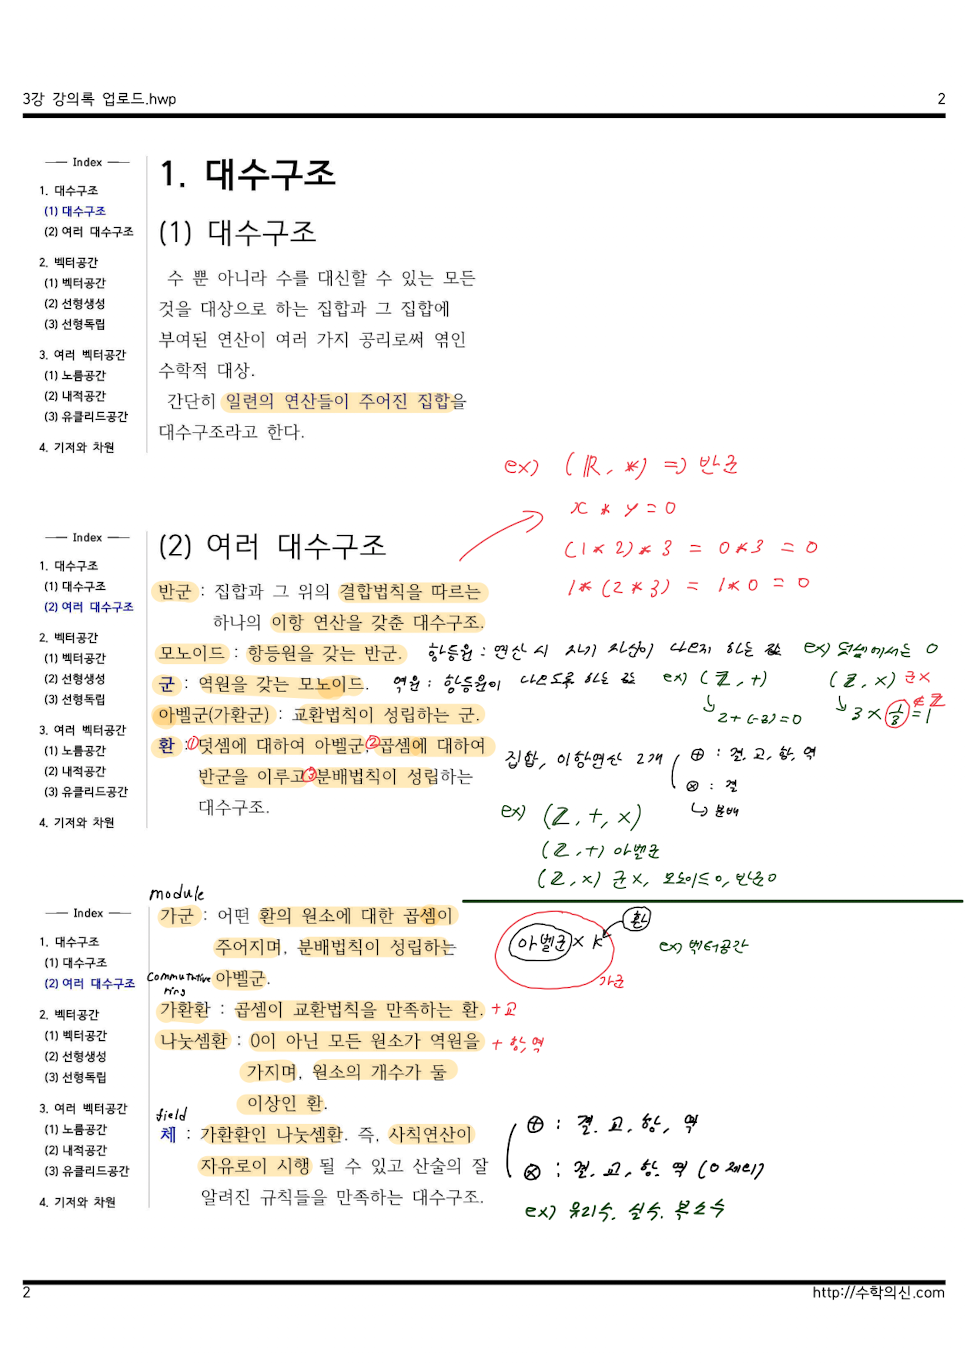 3강 강의록 업로드.hwp 2
Index
1. 대수구조
(1) 대수구조
(2) 여러 대수구조
2. 벡터공간
(1) 벡터공간
(2) 선형생성
(3) 선형독립
3. 여러 벡터공간
(1) 노름공간
(2) 내적공간
(3) 유클리드공간
4. 기저와 차원
1. 대수구조
(1) 대수구조
수 뿐 아니라 수를 대신할 수 있는 모든
것을 대상으로 하는 집합과 그 집합에
부여된 연산이 여러 가지 공리로써 엮인
수학적 대상.
간단히 일련의 연산들이 주어진 집합을
대수구조라고 한다.
ex) (ℝ, *) => 반군
x * y = 0
(1 * 2) * 3 = 0 * 3 = 0
1 * (2 * 3) = 1 * 0 = 0
Index
1. 대수구조
(1) 대수구조
(2) 여러 대수구조
2. 벡터공간
(1) 벡터공간
(2) 선형생성
(3) 선형독립
3. 여러 벡터공간
(1) 노름공간
(2) 내적공간
(3) 유클리드공간
4. 기저와 차원
(2) 여러 대수구조
반군 : 집합과 그 위의 결합법칙을 따르는
하나의 이항 연산을 갖춘 대수구조.
모노이드 : 항등원을 갖는 반군. 항등원 : 연산 시 자기 자신이 나오지 하는 값 ex) 덧셈에서는 0
군 : 역원을 갖는 모노이드. 역원 : 항등원이 나오도록 하는 값 ex) (ℤ, +) (ℤ, ×) 군×
아벨군(가환군) : 교환법칙이 성립하는 군. 2 + (-2) = 0 3 × ⅓ = 1 ∉ ℤ
환 : ①덧셈에 대하여 아벨군, ②곱셈에 대하여
반군을 이루고 ③분배법칙이 성립하는
대수구조.
집합, 이항연산 2개 ⊕ : 결, 교, 항, 역
⊗ : 결
↳ 분배
ex) (ℤ, +, ×)
(ℤ, +) 아벨군
(ℤ, ×) 군×, 모노이드 o, 반군 o
Index
1. 대수구조
(1) 대수구조
(2) 여러 대수구조
2. 벡터공간
(1) 벡터공간
(2) 선형생성
(3) 선형독립
3. 여러 벡터공간
(1) 노름공간
(2) 내적공간
(3) 유클리드공간
4. 기저와 차원
module
가군 : 어떤 환의 원소에 대한 곱셈이
주어지며, 분배법칙이 성립하는
아벨군.
아벨군 × K 환
가군
ex) 벡터공간
commutative
ring
가환환 : 곱셈이 교환법칙을 만족하는 환. + 교
나눗셈환 : 0이 아닌 모든 원소가 역원을 + 항, 역
가지며, 원소의 개수가 둘
이상인 환.
field
체 : 가환환인 나눗셈환. 즉, 사칙연산이
자유로이 시행 될 수 있고 산술의 잘
알려진 규칙들을 만족하는 대수구조.
⊕ : 결, 교, 항, 역
⊗ : 결, 교, 항, 역 (0 제외)
ex) 유리수, 실수, 복소수
2 http://수학의신.com